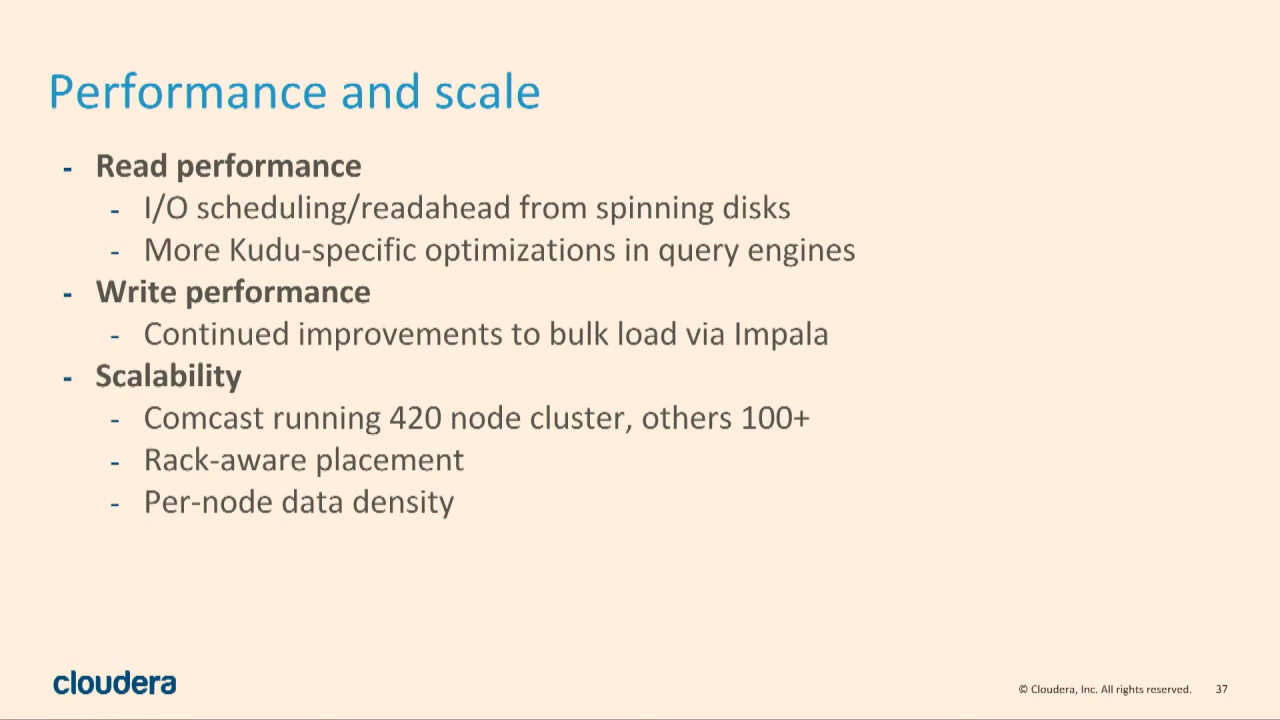 Performance and scale
- Read performance
- I/O scheduling/readahead from spinning disks
- More Kudu-specific optimizations in query engines
- Write performance
- Continued improvements to bulk load via Impala
- Scalability
- Comcast running 420 node cluster, others 100+
- Rack-aware placement
- Per-node data density
cloudera
© Cloudera, Inc. All rights reserved. 37